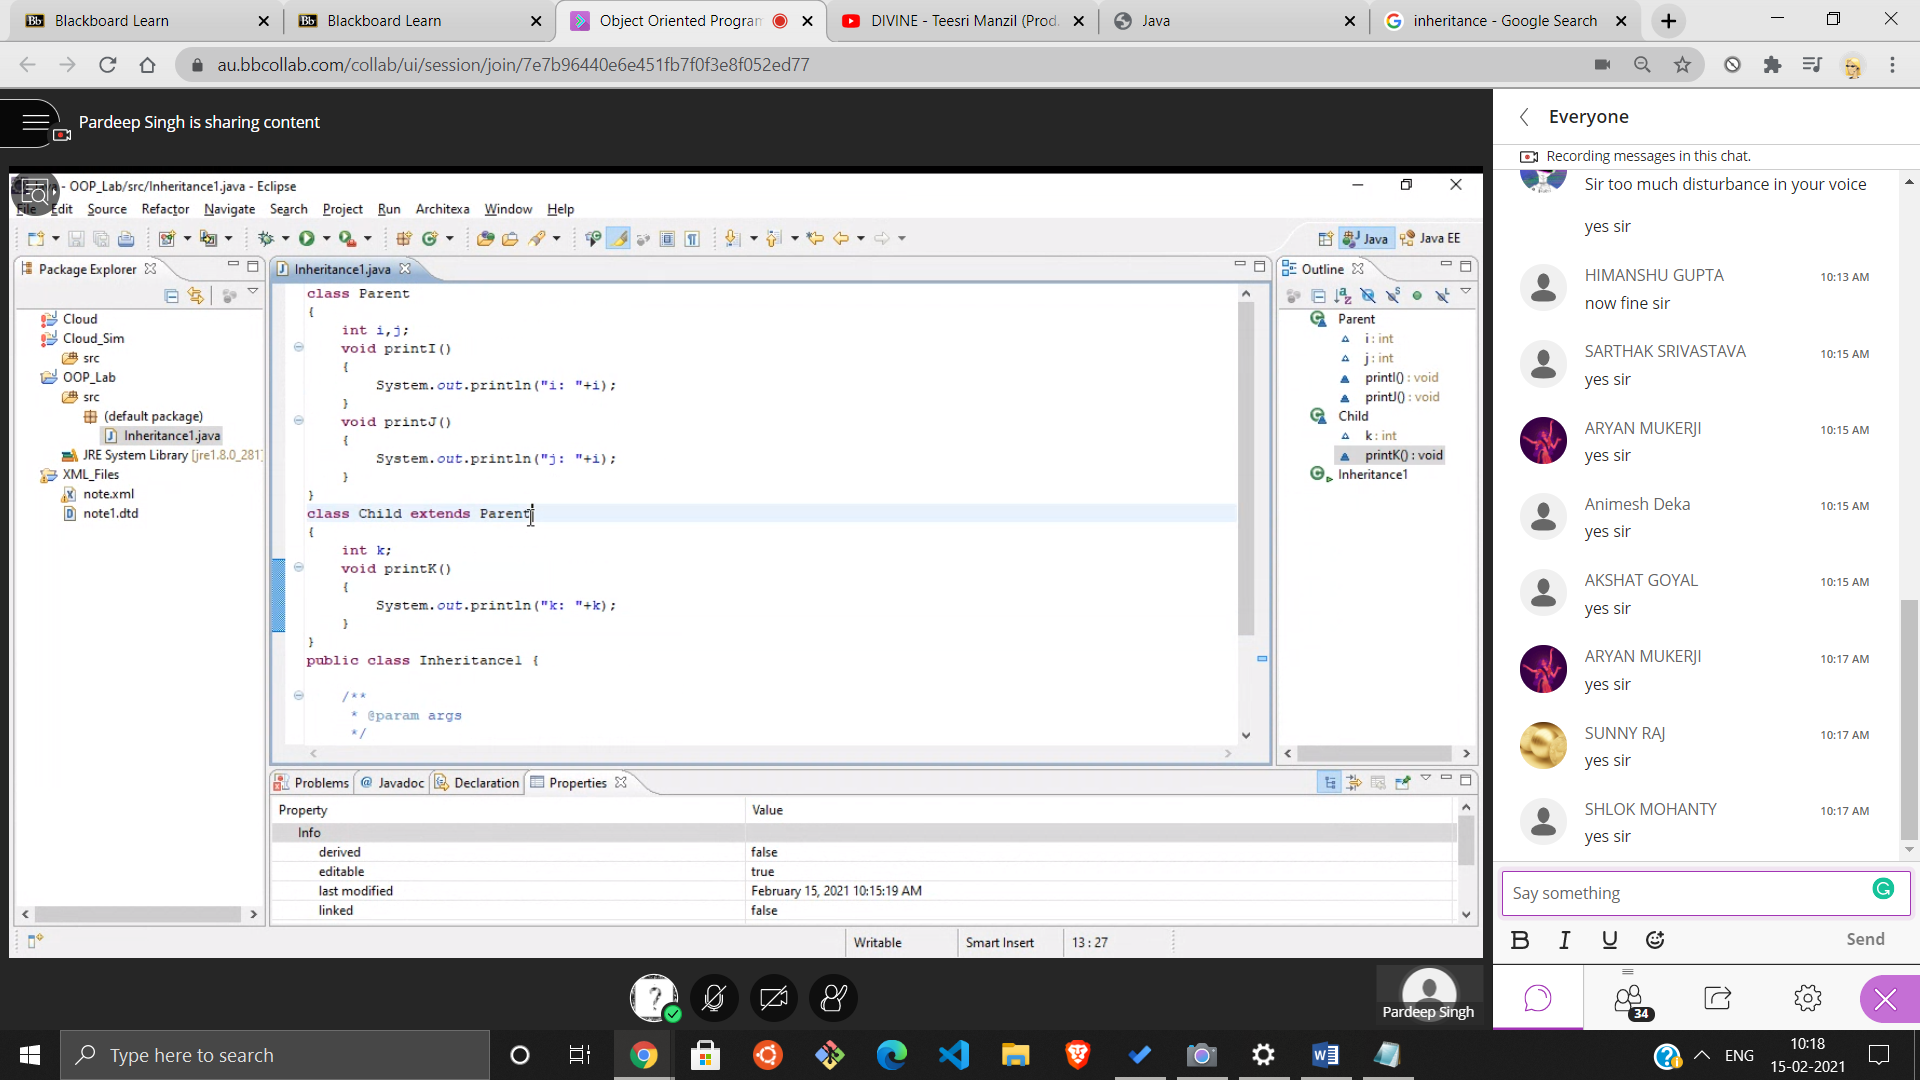 Blackboard Learn
Blackboard Learn
Object Oriented Program
DIVINE - Teesri Manzil (Prod.
Java
inheritance - Google Search
au.bbcollab.com/collab/ui/session/join/7e7b96440e6e451fb7f0f3e8f052ed77
Pardeep Singh is sharing content
- OOP_Lab/src/Inheritance1.java - Eclipse
File Edit Source Refactor Navigate Search Project Run Architexa Window Help
Java
Java EE
Package Explorer
Cloud
Cloud_Sim
src
OOP_Lab
src
(default package)
Inheritance1.java
JRE System Library [jre1.8.0_281]
XML_Files
note.xml
note1.dtd
Inheritance1.java
class Parent
{
int i,j;
void printI()
{
System.out.println("i: "+i);
}
void printJ()
{
System.out.println("j: "+i);
}
}
class Child extends Parent
{
int k;
void printK()
{
System.out.println("k: "+k);
}
}
public class Inheritance1 {
/**
* @param args
*/
Outline
Parent
i : int
j : int
printI() : void
printJ() : void
Child
k : int
printK() : void
Inheritance1
Problems
@ Javadoc
Declaration
Properties
Property Value
Info
derived false
editable true
last modified February 15, 2021 10:15:19 AM
linked false
Writable
Smart Insert
13 : 27
Pardeep Singh
Everyone
Recording messages in this chat.
Sir too much disturbance in your voice
yes sir
HIMANSHU GUPTA 10:13 AM
now fine sir
SARTHAK SRIVASTAVA 10:15 AM
yes sir
ARYAN MUKERJI 10:15 AM
yes sir
Animesh Deka 10:15 AM
yes sir
AKSHAT GOYAL 10:15 AM
yes sir
ARYAN MUKERJI 10:17 AM
yes sir
SUNNY RAJ 10:17 AM
yes sir
SHLOK MOHANTY 10:17 AM
yes sir
Say something
B I U
Send
34
Type here to search
ENG
10:18
15-02-2021